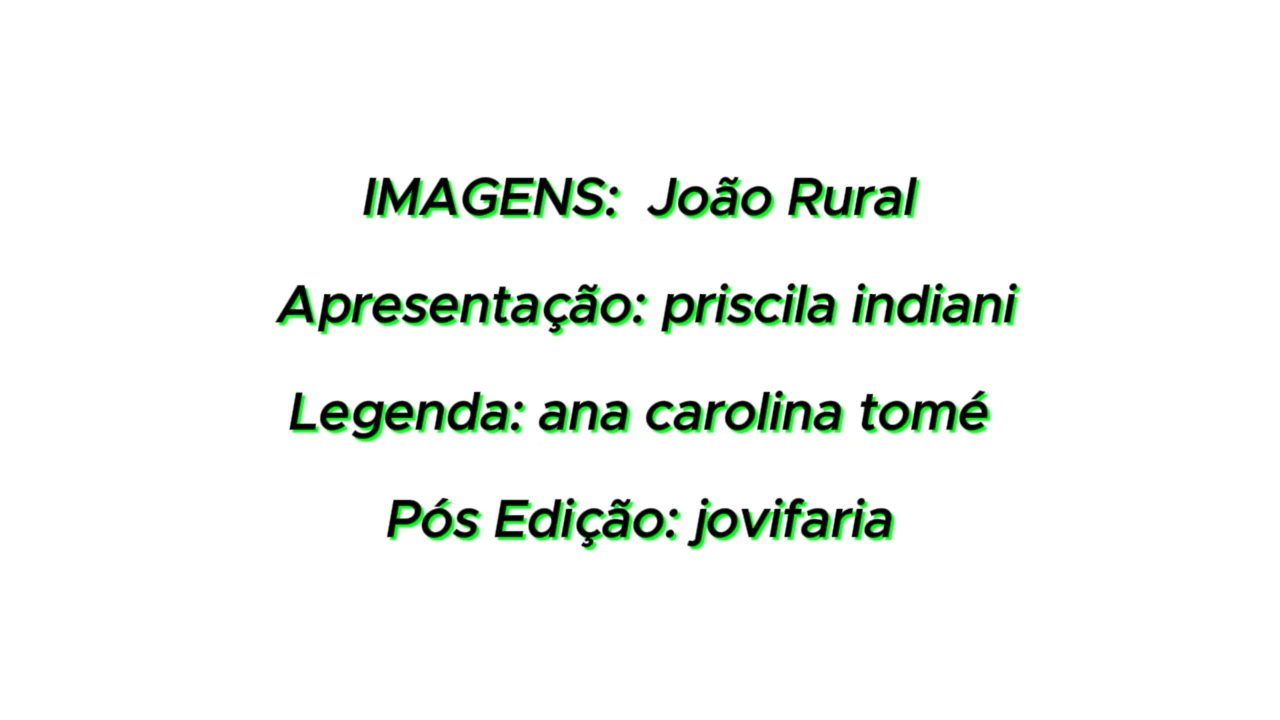 IMAGENS:  João Rural
Apresentação: priscila indiani
Legenda: ana carolina tomé
Pós Edição: jovifaria